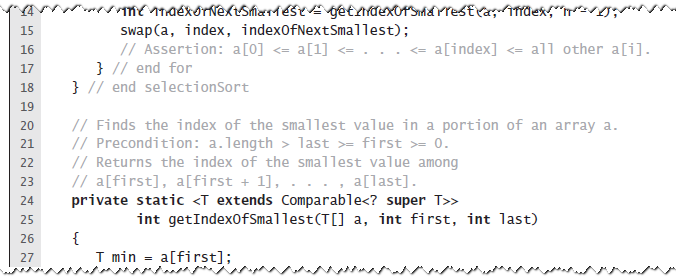 14 int indexOfNextSmallest = getIndexOfSmallest(a, index, n - 1);
15 swap(a, index, indexOfNextSmallest);
16 // Assertion: a[0] <= a[1] <= . . . <= a[index] <= all other a[i].
17 } // end for
18 } // end selectionSort
19
20 // Finds the index of the smallest value in a portion of an array a.
21 // Precondition: a.length > last >= first >= 0.
22 // Returns the index of the smallest value among
23 // a[first], a[first + 1], . . . , a[last].
24 private static <T extends Comparable<? super T>>
25 int getIndexOfSmallest(T[] a, int first, int last)
26 {
27 T min = a[first];